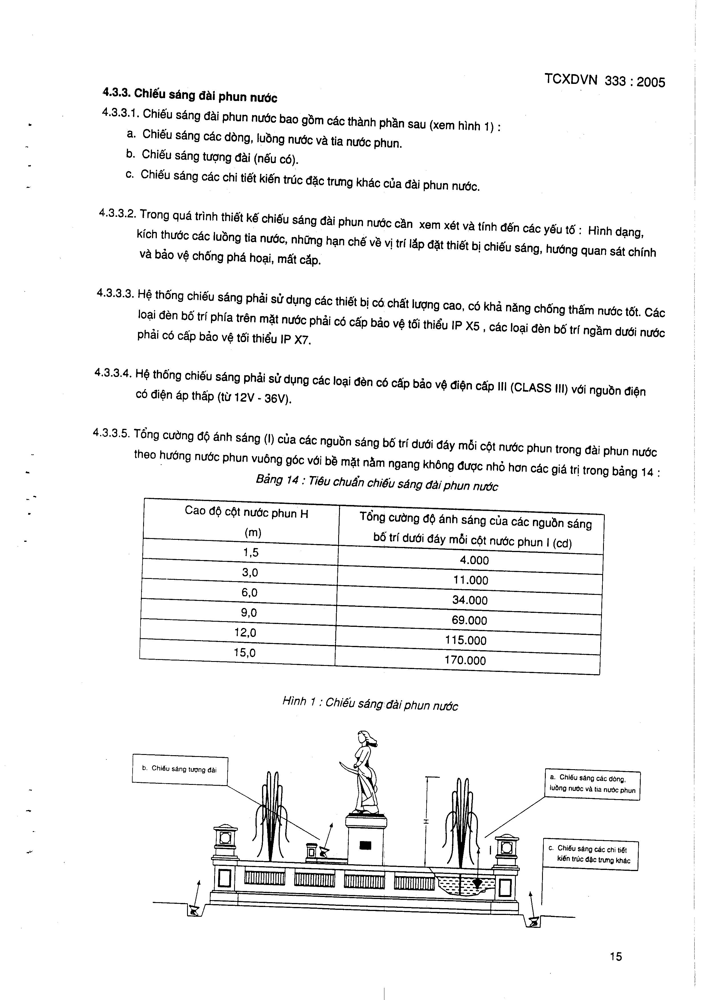 TCXDVN 333 : 2005
4.3.3. Chiếu sáng đài phun nước
4.3.3.1. Chiếu sáng đài phun nước bao gồm các thành phần sau (xem hình 1) :
a. Chiếu sáng các dòng, luồng nước và tia nước phun.
b. Chiếu sáng tượng đài (nếu có).
c. Chiếu sáng các chi tiết kiến trúc đặc trưng khác của đài phun nước.
4.3.3.2. Trong quá trình thiết kế chiếu sáng đài phun nước cần xem xét và tính đến các yếu tố : Hình dạng,
kích thước các luồng tia nước, những hạn chế về vị trí lắp đặt thiết bị chiếu sáng, hướng quan sát chính
và bảo vệ chống phá hoại, mất cắp.
4.3.3.3. Hệ thống chiếu sáng phải sử dụng các thiết bị có chất lượng cao, có khả năng chống thấm nước tốt. Các
loại đèn bố trí phía trên mặt nước phải có cấp bảo vệ tối thiểu IP X5 , các loại đèn bố trí ngầm dưới nước
phải có cấp bảo vệ tối thiểu IP X7.
4.3.3.4. Hệ thống chiếu sáng phải sử dụng các loại đèn có cấp bảo vệ điện cấp III (CLASS III) với nguồn điện
có điện áp thấp (từ 12V - 36V).
4.3.3.5. Tổng cường độ ánh sáng (I) của các nguồn sáng bố trí dưới đáy mỗi cột nước phun trong đài phun nước
theo hướng nước phun vuông góc với bề mặt nằm ngang không được nhỏ hơn các giá trị trong bảng 14 :
Bảng 14 : Tiêu chuẩn chiếu sáng đài phun nước
Cao độ cột nước phun H
(m)
Tổng cường độ ánh sáng của các nguồn sáng
bố trí dưới đáy mỗi cột nước phun I (cd)
1,5 4.000
3,0 11.000
6,0 34.000
9,0 69.000
12,0 115.000
15,0 170.000
Hình 1 : Chiếu sáng đài phun nước
b. Chiếu sáng tượng đài
a. Chiếu sáng các dòng,
luồng nước và tia nước phun
H
I
c. Chiếu sáng các chi tiết
kiến trúc đặc trưng khác
15